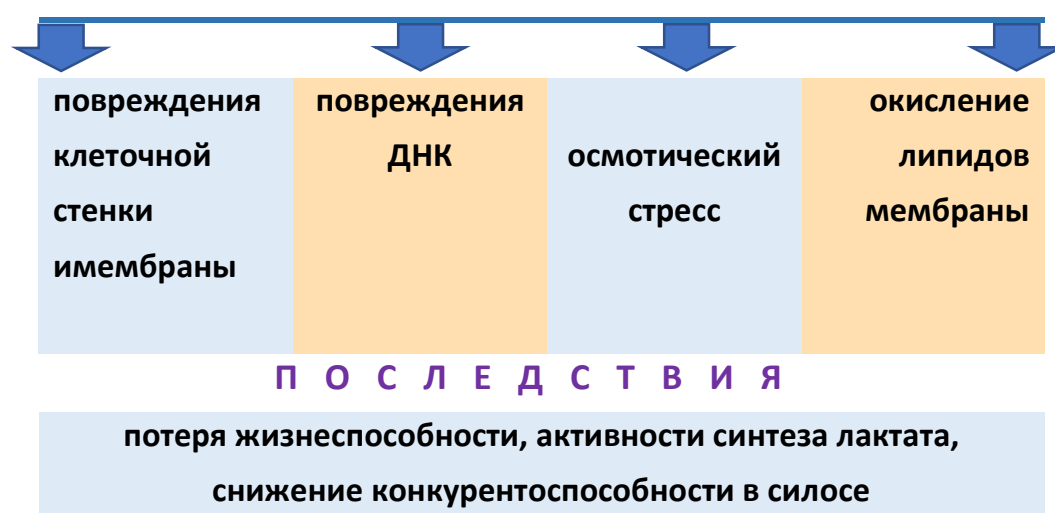 повреждения
клеточной
стенки
имембраны
повреждения
ДНК
осмотический
стресс
окисление
липидов
мембраны
П О С Л Е Д С Т В И Я
потеря жизнеспособности, активности синтеза лактата,
снижение конкурентоспособности в силосе